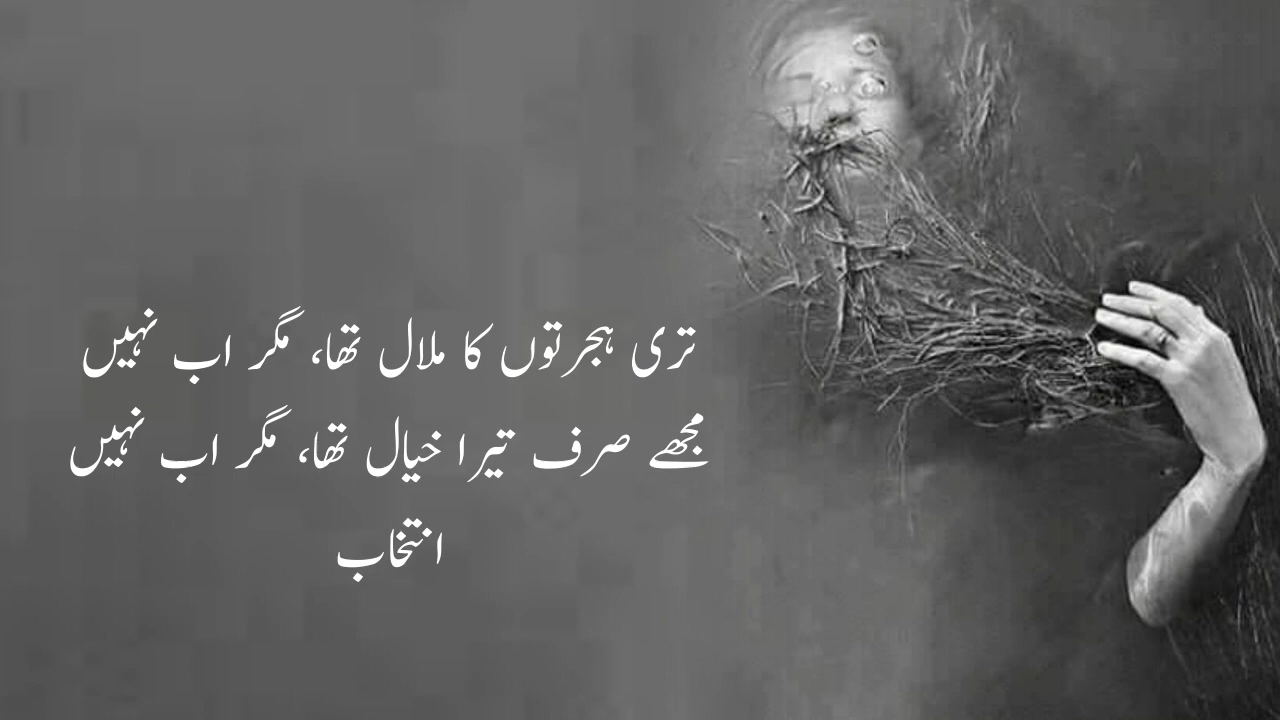 تری ہجرتوں کا ملال تھا، مگر اب نہیں
مجھے صرف تیرا خیال تھا، مگر اب نہیں
انتخاب